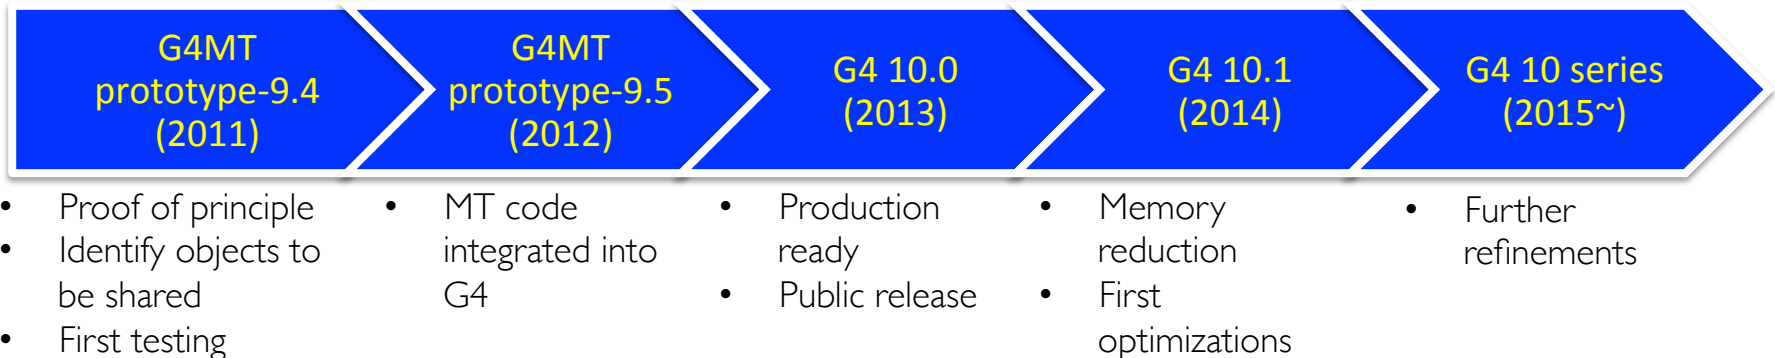 G4MT
prototype-9.4
(2011)
G4MT
prototype-9.5
(2012)
G4 10.0
(2013)
G4 10.1
(2014)
G4 10 series
(2015~)
• Proof of principle
• Identify objects to
be shared
• First testing
• MT code
integrated into
G4
• Production
ready
• Public release
• Memory
reduction
• First
optimizations
• Further
refinements